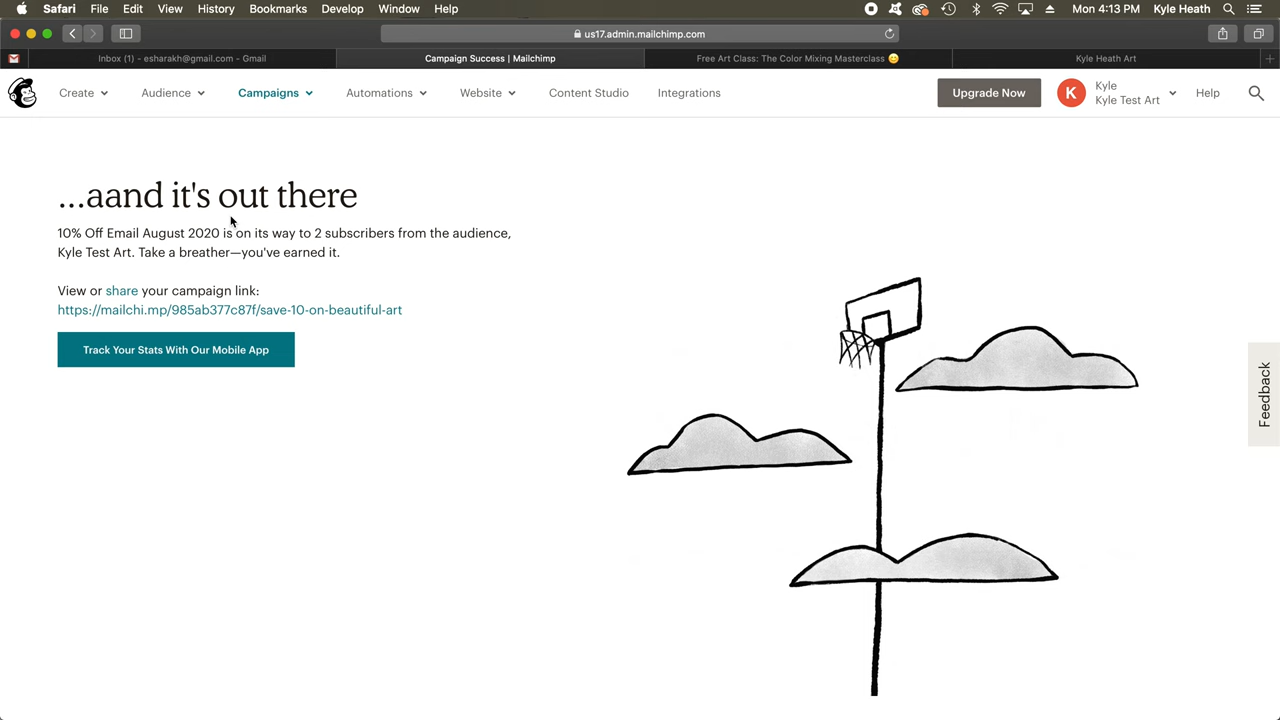 Safari File Edit View History Bookmarks Develop Window Help Mon 4:13 PM Kyle Heath
us17.admin.mailchimp.com
Inbox (1) - esharakh@gmail.com - Gmail
Campaign Success | Mailchimp
Free Art Class: The Color Mixing Masterclass 😊
Kyle Heath Art
Create
Audience
Campaigns
Automations
Website
Content Studio
Integrations
Upgrade Now
K
Kyle
Kyle Test Art
Help
...aand it's out there
10% Off Email August 2020 is on its way to 2 subscribers from the audience,
Kyle Test Art. Take a breather—you've earned it.
View or share your campaign link:
https://mailchi.mp/985ab377c87f/save-10-on-beautiful-art
Track Your Stats With Our Mobile App
Feedback